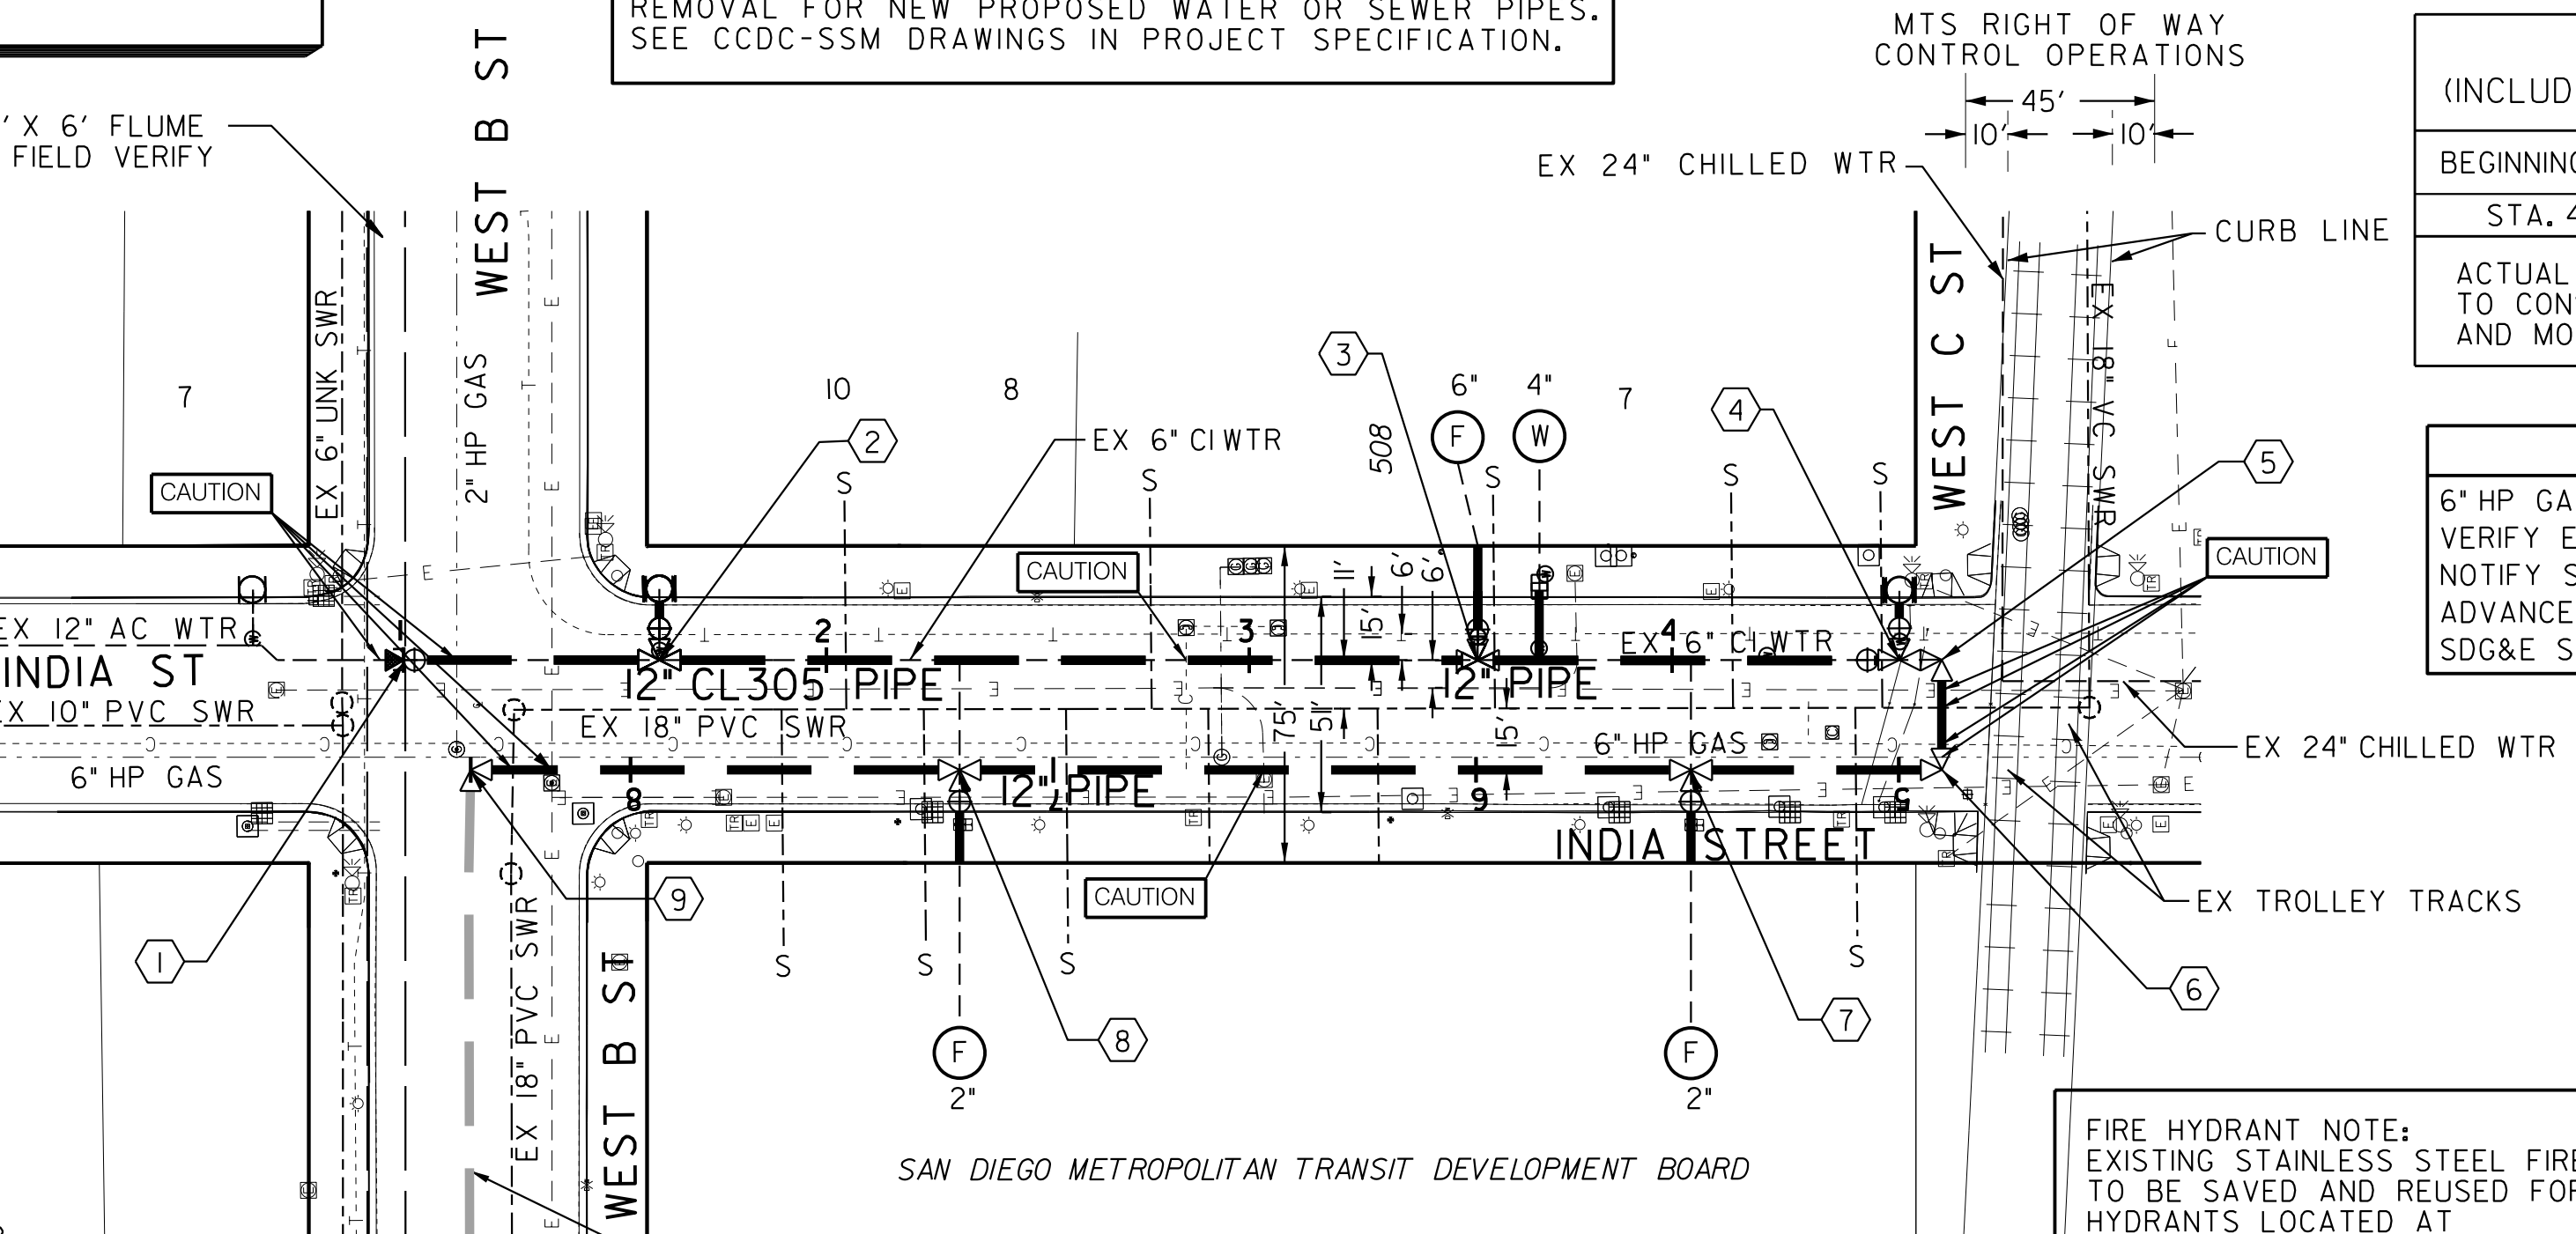 REMOVAL FOR NEW PROPOSED WATER OR SEWER PIPES.
SEE CCDC-SSM DRAWINGS IN PROJECT SPECIFICATION.
MTS RIGHT OF WAY
CONTROL OPERATIONS
45'
10'
10'
(INCLUD
BEGINNING
STA. 4
ACTUAL
TO CON
AND MO
' X 6' FLUME
FIELD VERIFY
WEST B ST
EX 24" CHILLED WTR
CURB LINE
EX 6" UNK SWR
2" HP GAS
WEST C ST
EX 18" VC SWR
7
10
8
7
3
6"
4"
F
W
4
2
508
EX 6" CI WTR
5
CAUTION
S
S
S
S
S
6" HP GA
VERIFY E
NOTIFY S
ADVANCE
SDG&E S
CAUTION
CAUTION
11'
6'
6'
15'
EX 12" AC WTR
INDIA ST
EX 10" PVC SWR
6" HP GAS
1
2
3
4
12" CL305 PIPE
12" PIPE
EX 6" CI WTR
EX 18" PVC SWR
75'
51'
15'
6" HP GAS
EX 24" CHILLED WTR
8
12" PIPE
7
6
5
INDIA STREET
CAUTION
EX TROLLEY TRACKS
9
1
EX 18" PVC SWR
WEST B ST
S
S
S
S
6
7
8
F
2"
F
2"
SAN DIEGO METROPOLITAN TRANSIT DEVELOPMENT BOARD
FIRE HYDRANT NOTE:
EXISTING STAINLESS STEEL FIRE
TO BE SAVED AND REUSED FOR
HYDRANTS LOCATED AT